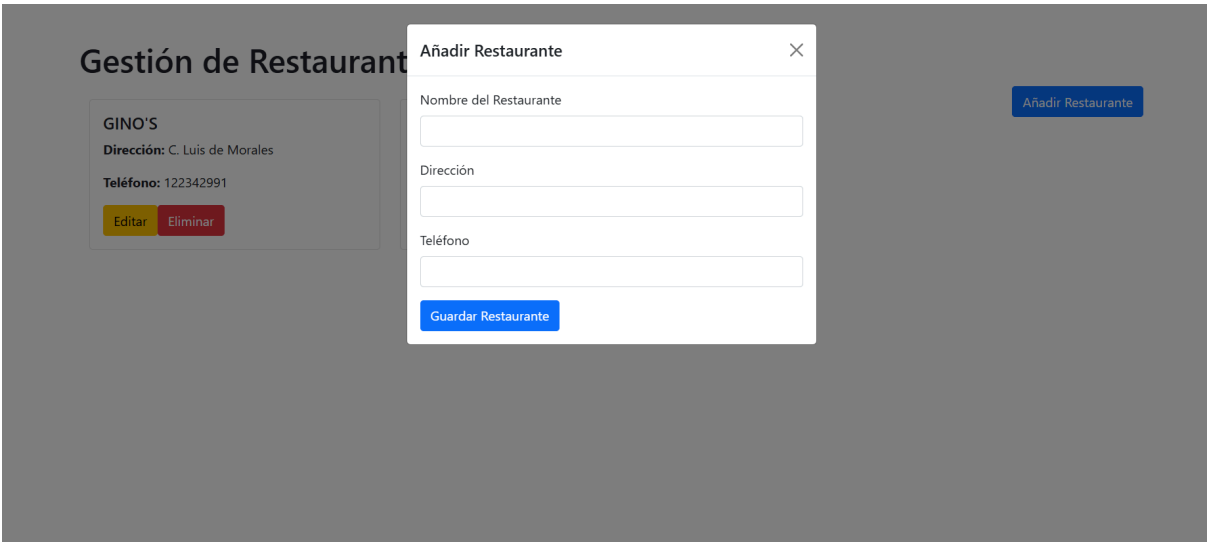 Gestión de Restaurant
Añadir Restaurante
Añadir Restaurante
GINO'S
Dirección: C. Luis de Morales
Teléfono: 122342991
Editar Eliminar
Nombre del Restaurante
Dirección
Teléfono
Guardar Restaurante